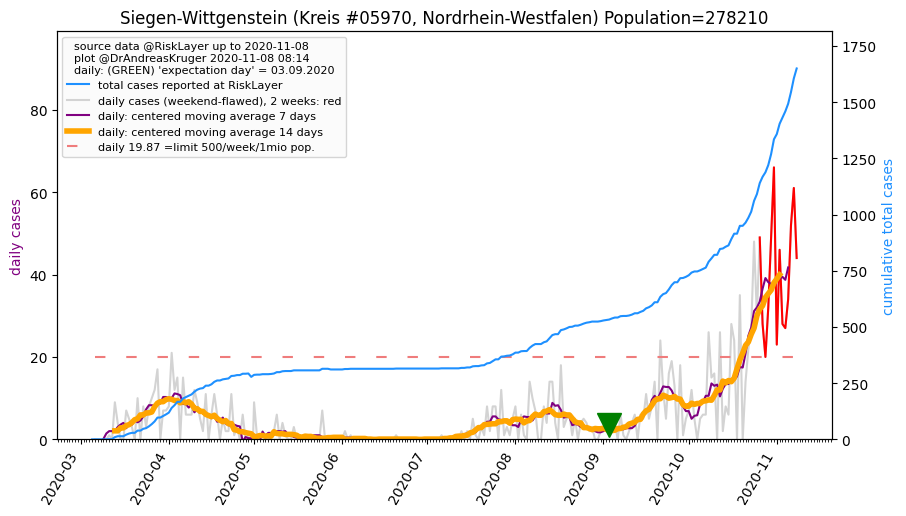 Siegen-Wittgenstein (Kreis #05970, Nordrhein-Westfalen) Population=278210
source data @RiskLayer up to 2020-11-08
plot @DrAndreasKruger 2020-11-08 08:14
daily: (GREEN) 'expectation day' = 03.09.2020
total cases reported at RiskLayer
daily cases (weekend-flawed), 2 weeks: red
daily: centered moving average 7 days
daily: centered moving average 14 days
daily 19.87 =limit 500/week/1mio pop.
daily cases
80
60
40
20
0
cumulative total cases
1750
1500
1250
1000
750
500
250
0
2020-03
2020-04
2020-05
2020-06
2020-07
2020-08
2020-09
2020-10
2020-11